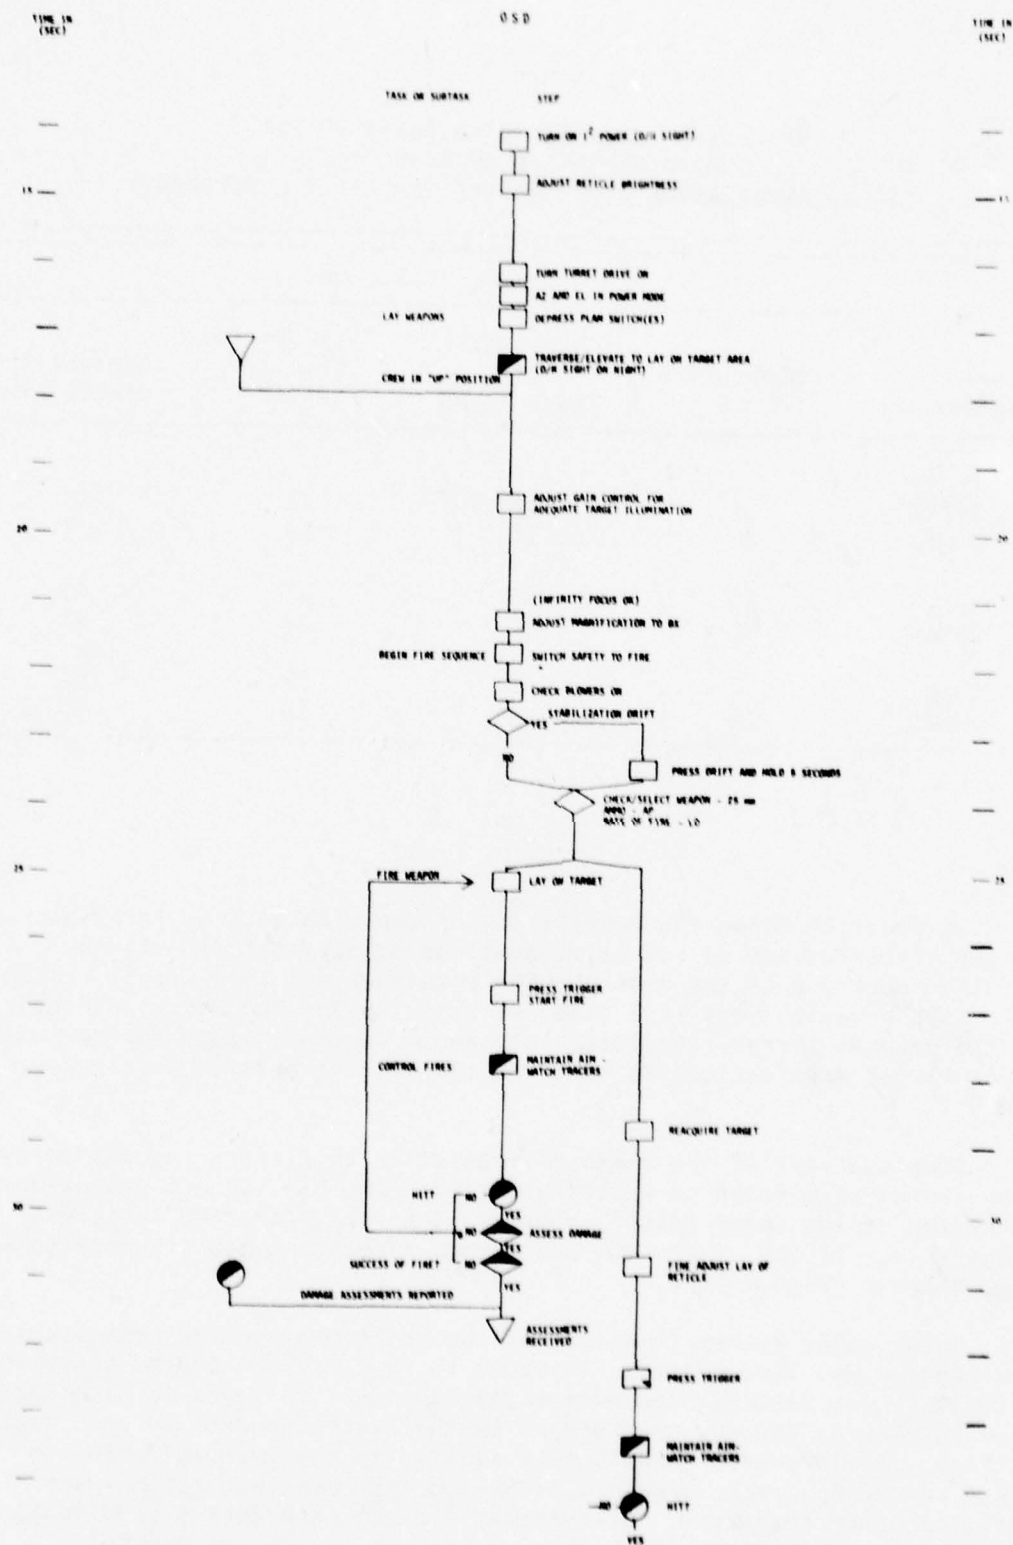 TIME IN
(SEC)
OSD
TIME IN
(SEC)
TASK OR SUBTASK
STEP
TURN ON I² POWER (D/N SIGHT)
15
ADJUST RETICLE BRIGHTNESS
15
TURN TURRET DRIVE ON
AZ AND EL IN POWER MODE
LAY WEAPONS
DEPRESS PLAM SWITCH(ES)
TRAVERSE/ELEVATE TO LAY ON TARGET AREA
(D/N SIGHT ON NIGHT)
CREW IN "UP" POSITION
ADJUST GAIN CONTROL FOR
ADEQUATE TARGET ILLUMINATION
20
20
(INFINITY FOCUS OK)
ADJUST MAGNIFICATION TO 8X
BEGIN FIRE SEQUENCE
SWITCH SAFETY TO FIRE
CHECK BLOWERS ON
STABILIZATION DRIFT
YES
NO
PRESS DRIFT AND HOLD 8 SECONDS
CHECK/SELECT WEAPON - 25 MM
AMMO - AP
RATE OF FIRE - LO
25
FIRE WEAPON
LAY ON TARGET
25
PRESS TRIGGER
START FIRE
CONTROL FIRES
MAINTAIN AIM -
WATCH TRACERS
REACQUIRE TARGET
HIT?
NO
YES
30
30
NO
ASSESS DAMAGE
YES
SUCCESS OF FIRE?
NO
FINE ADJUST LAY OF
RETICLE
YES
DAMAGE ASSESSMENTS REPORTED
ASSESSMENTS
RECEIVED
PRESS TRIGGER
MAINTAIN AIM-
WATCH TRACERS
NO
HIT?
YES